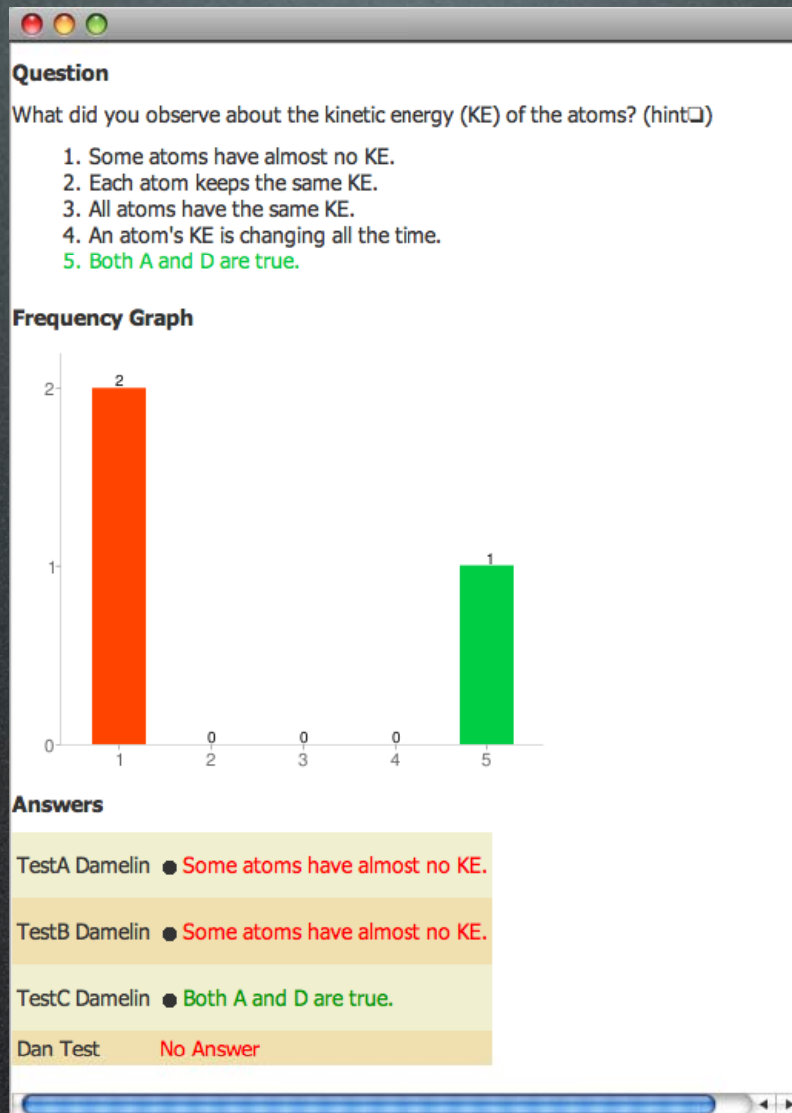 Question
What did you observe about the kinetic energy (KE) of the atoms? (hint❏)
1. Some atoms have almost no KE.
2. Each atom keeps the same KE.
3. All atoms have the same KE.
4. An atom's KE is changing all the time.
5. Both A and D are true.
Frequency Graph
2
2
1
1
0
0
0
0
1
2
3
4
5
Answers
TestA Damelin ● Some atoms have almost no KE.
TestB Damelin ● Some atoms have almost no KE.
TestC Damelin ● Both A and D are true.
Dan Test No Answer